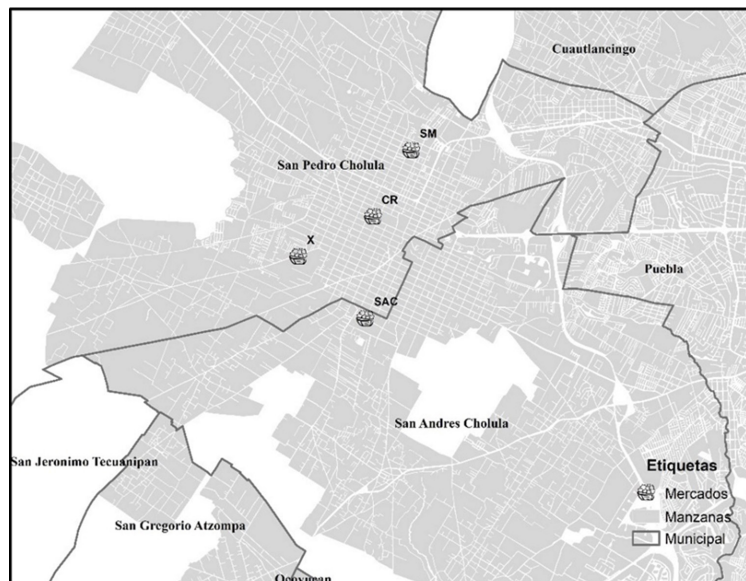 Cuautlancingo
SM
San Pedro Cholula
CR
X
Puebla
SAC
San Andres Cholula
San Jeronimo Tecuanipan
Etiquetas
Mercados
Manzanas
Municipal
San Gregorio Atzompa
Ocoyucan